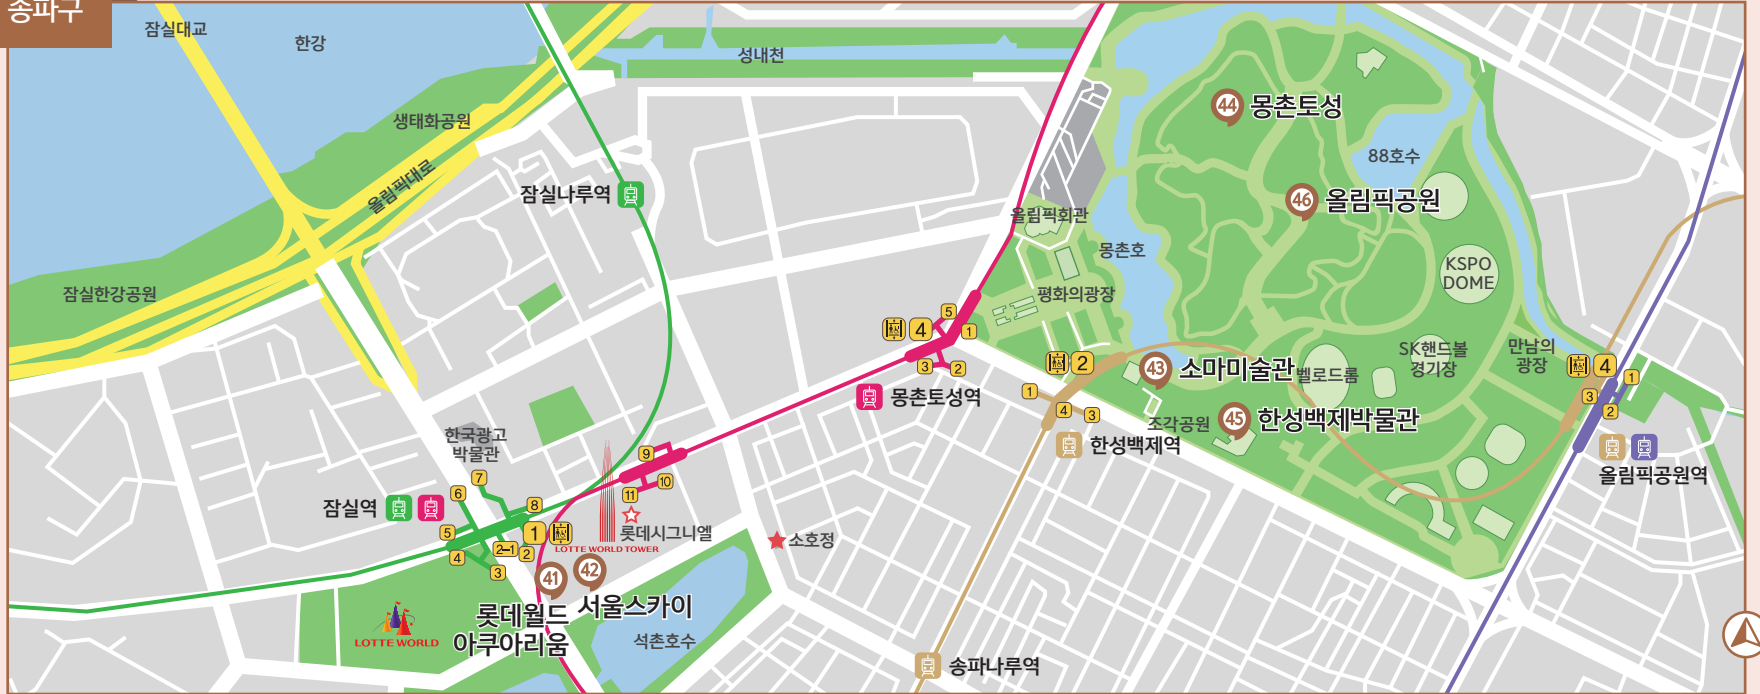 송파구
잠실대교
한강
성내천
생태화공원
올림픽대로
잠실나루역
잠실한강공원
44 몽촌토성
88호수
46 올림픽공원
올림픽회관
몽촌호
KSPO
DOME
평화의광장
5
4
1
3
2
몽촌토성역
2
1
4
3
한성백제역
43 소마미술관
벨로드롬
SK핸드볼
경기장
만남의
광장
4
1
3
2
올림픽공원역
조각공원
45 한성백제박물관
한국광고
박물관
9
10
11
잠실역
7
6
8
5
1
4
2-1
2
3
롯데시그니엘
LOTTE WORLD TOWER
소호정
41
롯데월드
아쿠아리움
42
서울스카이
LOTTE WORLD
석촌호수
송파나루역